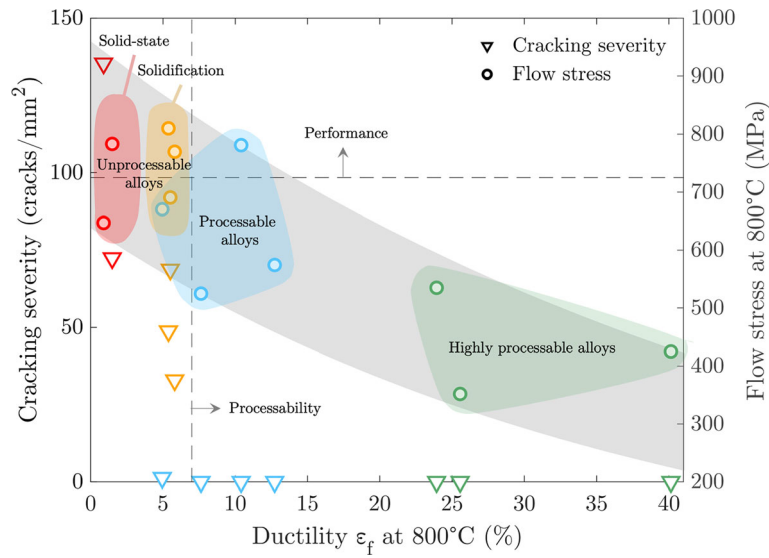 150
100
50
0
Cracking severity (cracks/mm²)
Solid-state
Solidification
Unprocessable
alloys
Processable
alloys
Highly processable alloys
Performance
Processability
Cracking severity
Flow stress
1000
900
800
700
600
500
400
300
200
Flow stress at 800°C (MPa)
0 5 10 15 20 25 30 35 40
Ductility ε_f at 800°C (%)